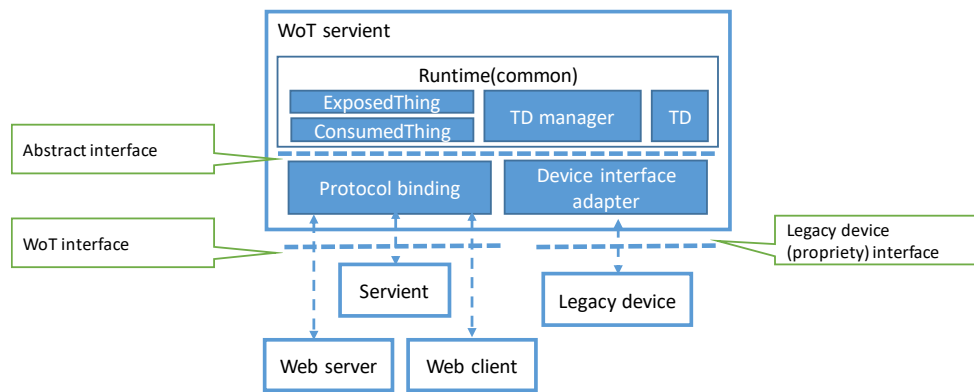 WoT servient
Runtime(common)
ExposedThing
ConsumedThing
TD manager
TD
Abstract interface
Protocol binding
Device interface
adapter
WoT interface
Legacy device
(propriety) interface
Servient
Legacy device
Web server
Web client